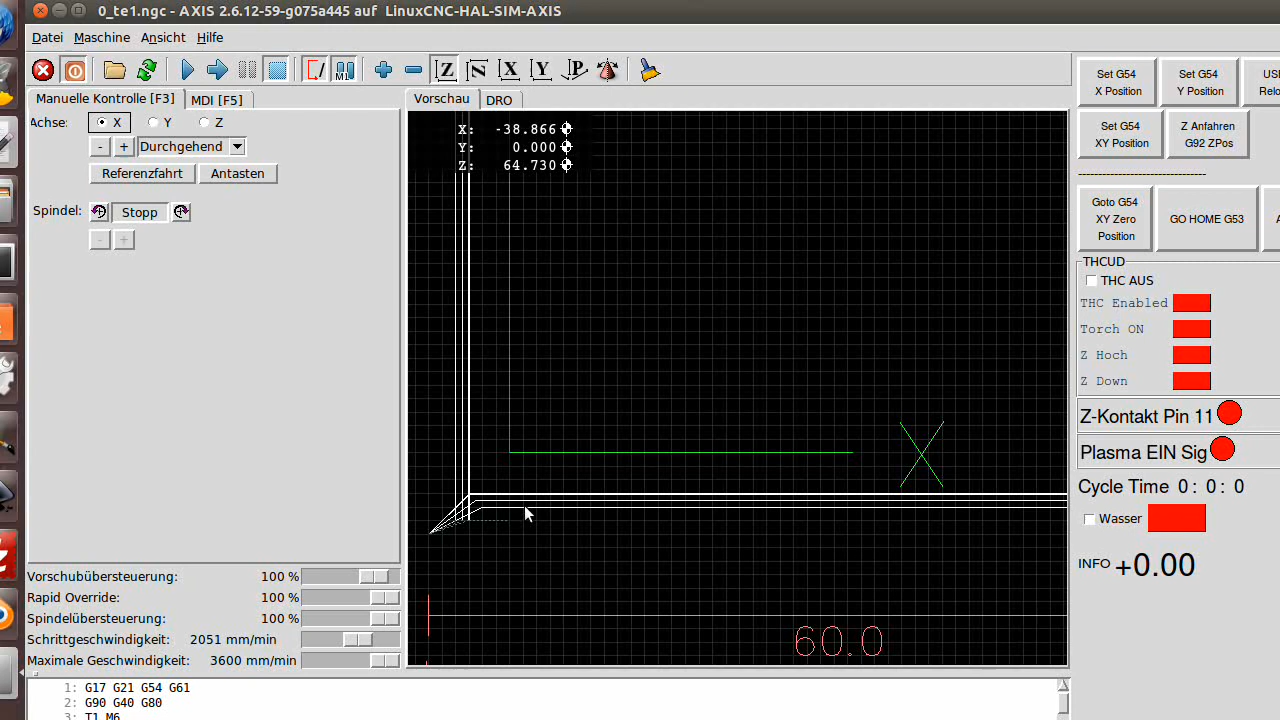 0_te1.ngc - AXIS 2.6.12-59-g075a445 auf LinuxCNC-HAL-SIM-AXIS
Datei Maschine Ansicht Hilfe
M1 Z N X Y P
Manuelle Kontrolle [F3] MDI [F5]
Achse: X Y Z
- + Durchgehend
Referenzfahrt Antasten
Spindel: Stopp
- +
Vorschubübersteuerung: 100 %
Rapid Override: 100 %
Spindelübersteuerung: 100 %
Schrittgeschwindigkeit: 2051 mm/min
Maximale Geschwindigkeit: 3600 mm/min
Vorschau DRO
X: -38.866
Y: 0.000
Z: 64.730
X
60.0
Set G54
X Position
Set G54
Y Position
Set G54
XY Position
Z Anfahren
G92 ZPos
--------------------------------
Goto G54
XY Zero
Position
GO HOME G53
THCUD
THC AUS
THC Enabled
Torch ON
Z Hoch
Z Down
Z-Kontakt Pin 11
Plasma EIN Sig
Cycle Time 0: 0: 0
Wasser
INFO +0.00
1: G17 G21 G54 G61
2: G90 G40 G80
3: T1 M6